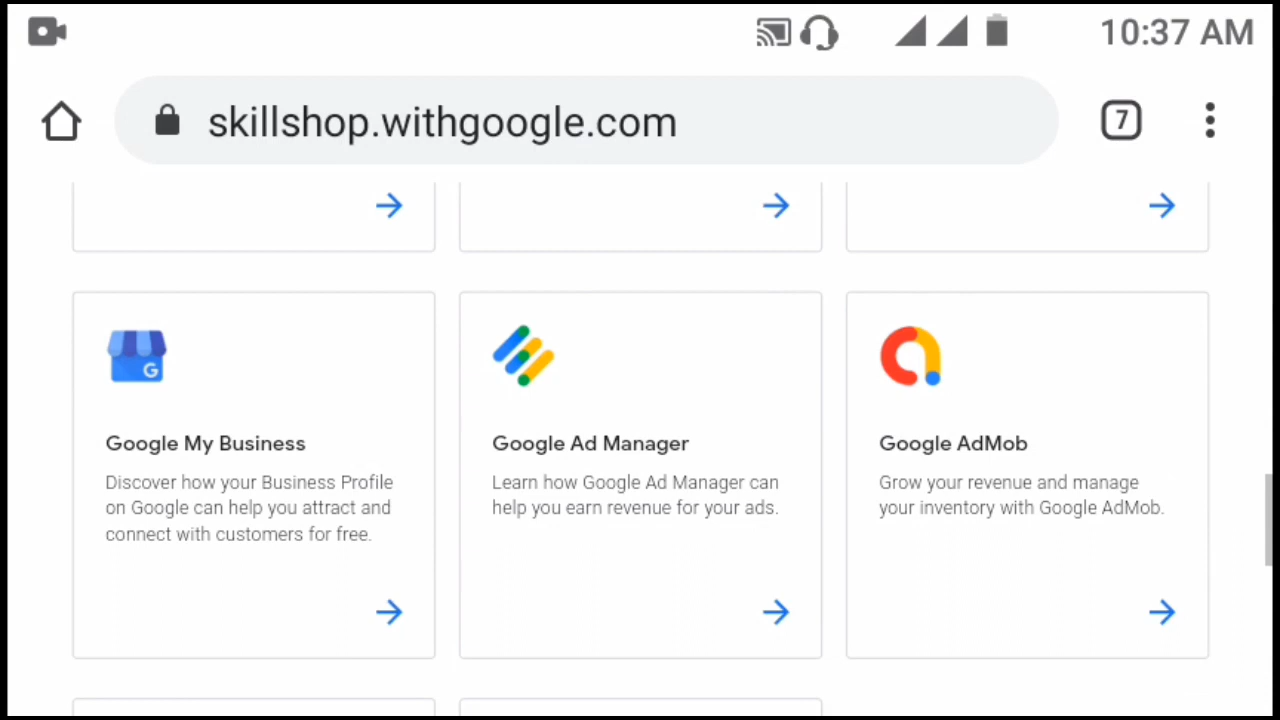 10:37 AM
skillshop.withgoogle.com
7
G
Google My Business
Discover how your Business Profile
on Google can help you attract and
connect with customers for free.
Google Ad Manager
Learn how Google Ad Manager can
help you earn revenue for your ads.
Google AdMob
Grow your revenue and manage
your inventory with Google AdMob.